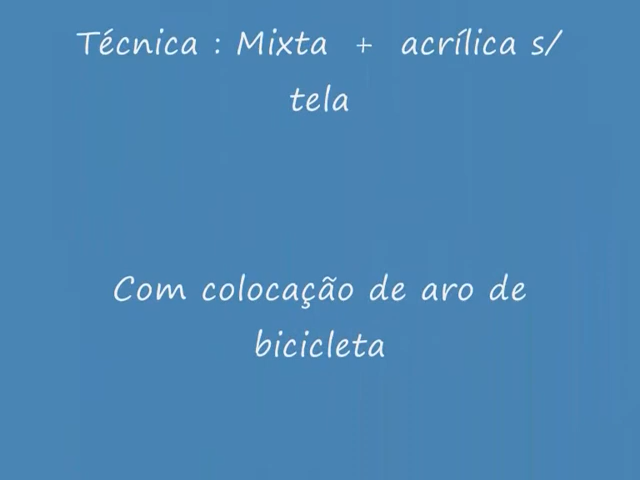 Técnica : Mixta + acrílica s/
tela
Com colocação de aro de
bicicleta